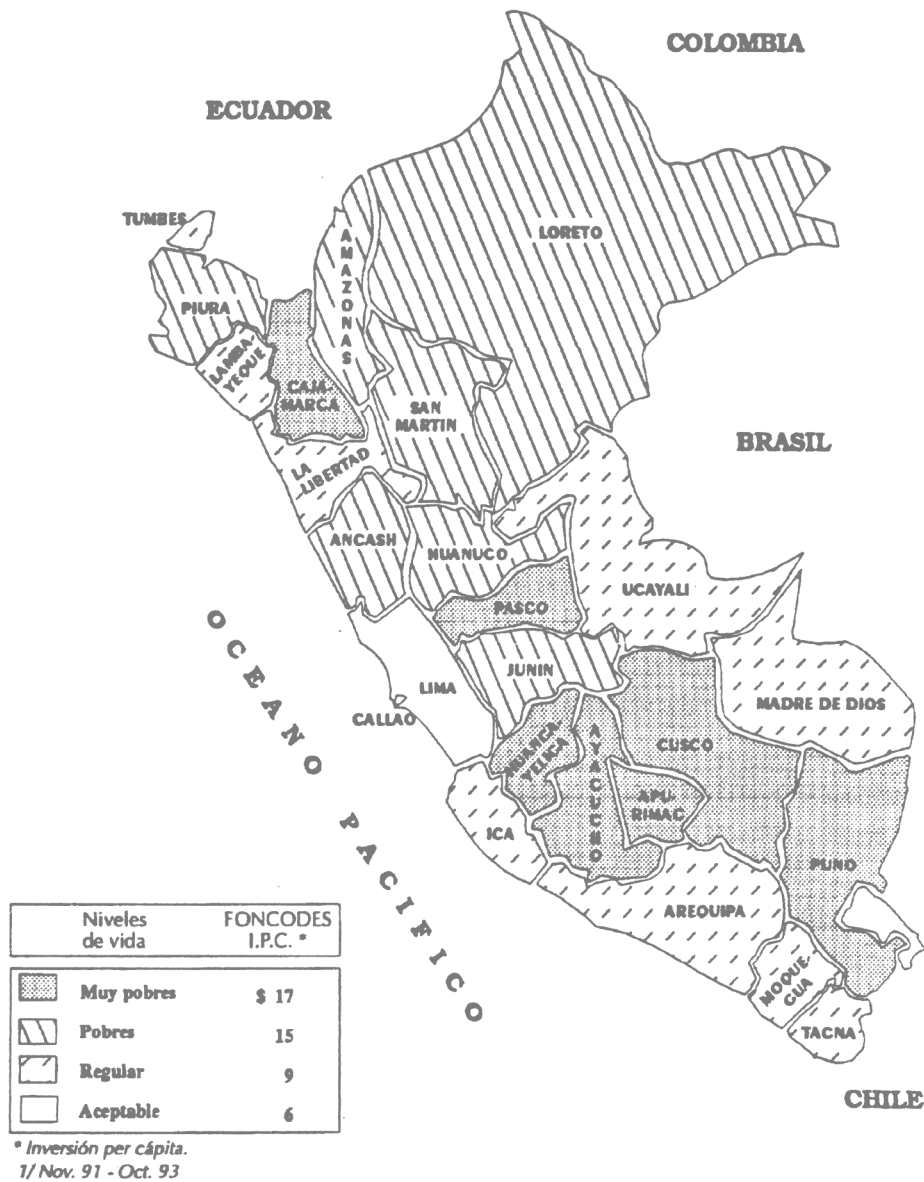 COLOMBIA
ECUADOR
TUMBES
AMAZONAS
LORETO
PIURA
LAMBA-
YEQUE
CAJA-
MARCA
SAN
MARTIN
BRASIL
LA
LIBERTAD
ANCASH
HUANUCO
UCAYALI
PASCO
OCEANO PACIFICO
JUNIN
LIMA
MADRE DE DIOS
CALLAO
CUSCO
HUANCA-
VELICA
AYACUCHO
APU-
RIMAC
ICA
PUNO
AREQUIPA
MOQUE-
GUA
TACNA
CHILE
Niveles FONCODES
de vida I.P.C. *
Muy pobres $ 17
Pobres 15
Regular 9
Aceptable 6
* Inversión per cápita.
1/ Nov. 91 - Oct. 93